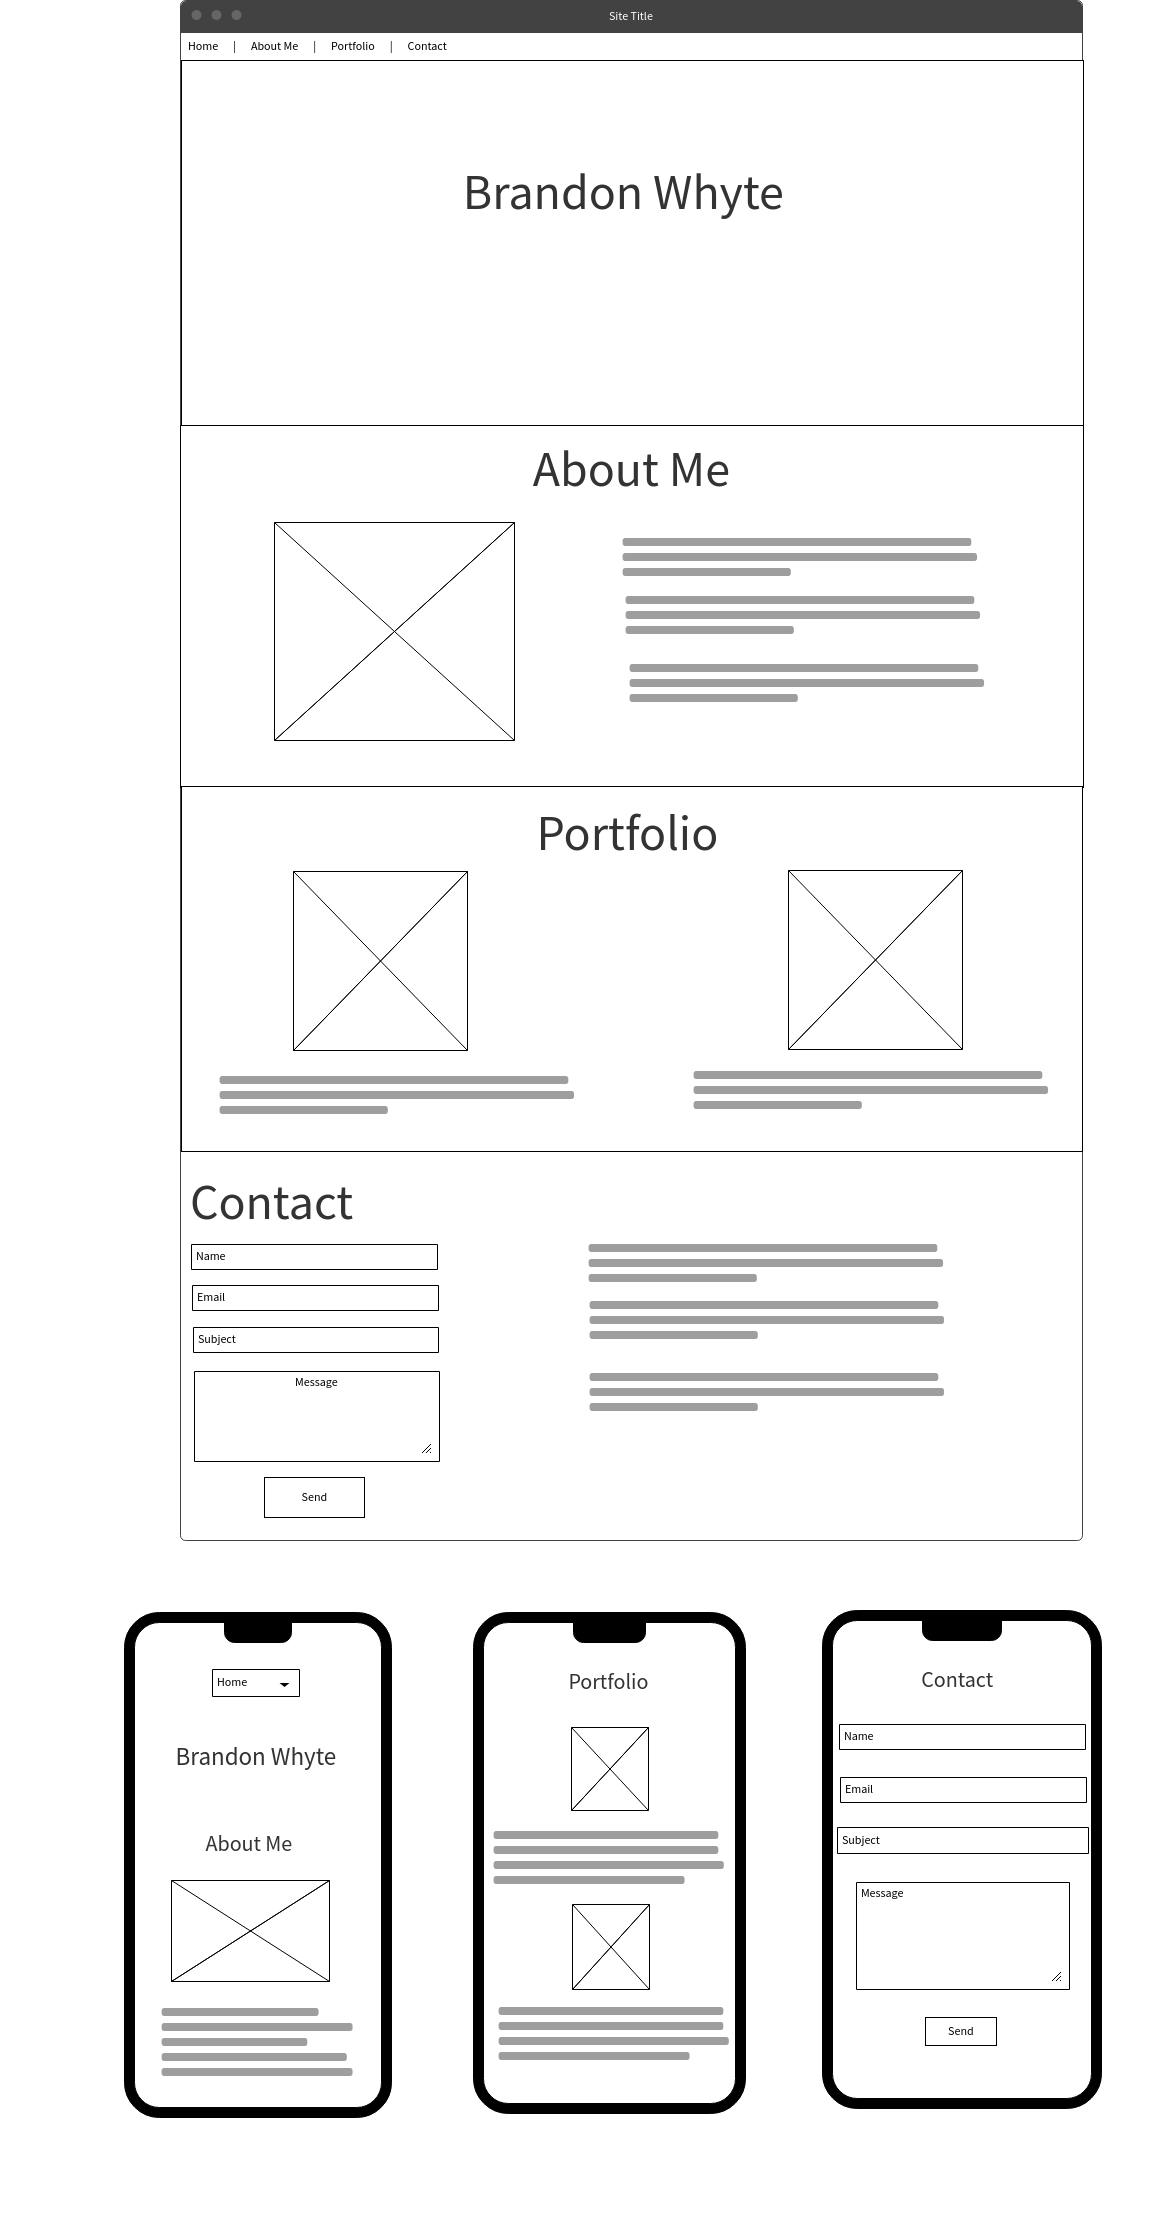 Site Title
Home | About Me | Portfolio | Contact
Brandon Whyte
About Me
Portfolio
Contact
Name
Email
Subject
Message
Send
Home
Brandon Whyte
About Me
Portfolio
Contact
Name
Email
Subject
Message
Send